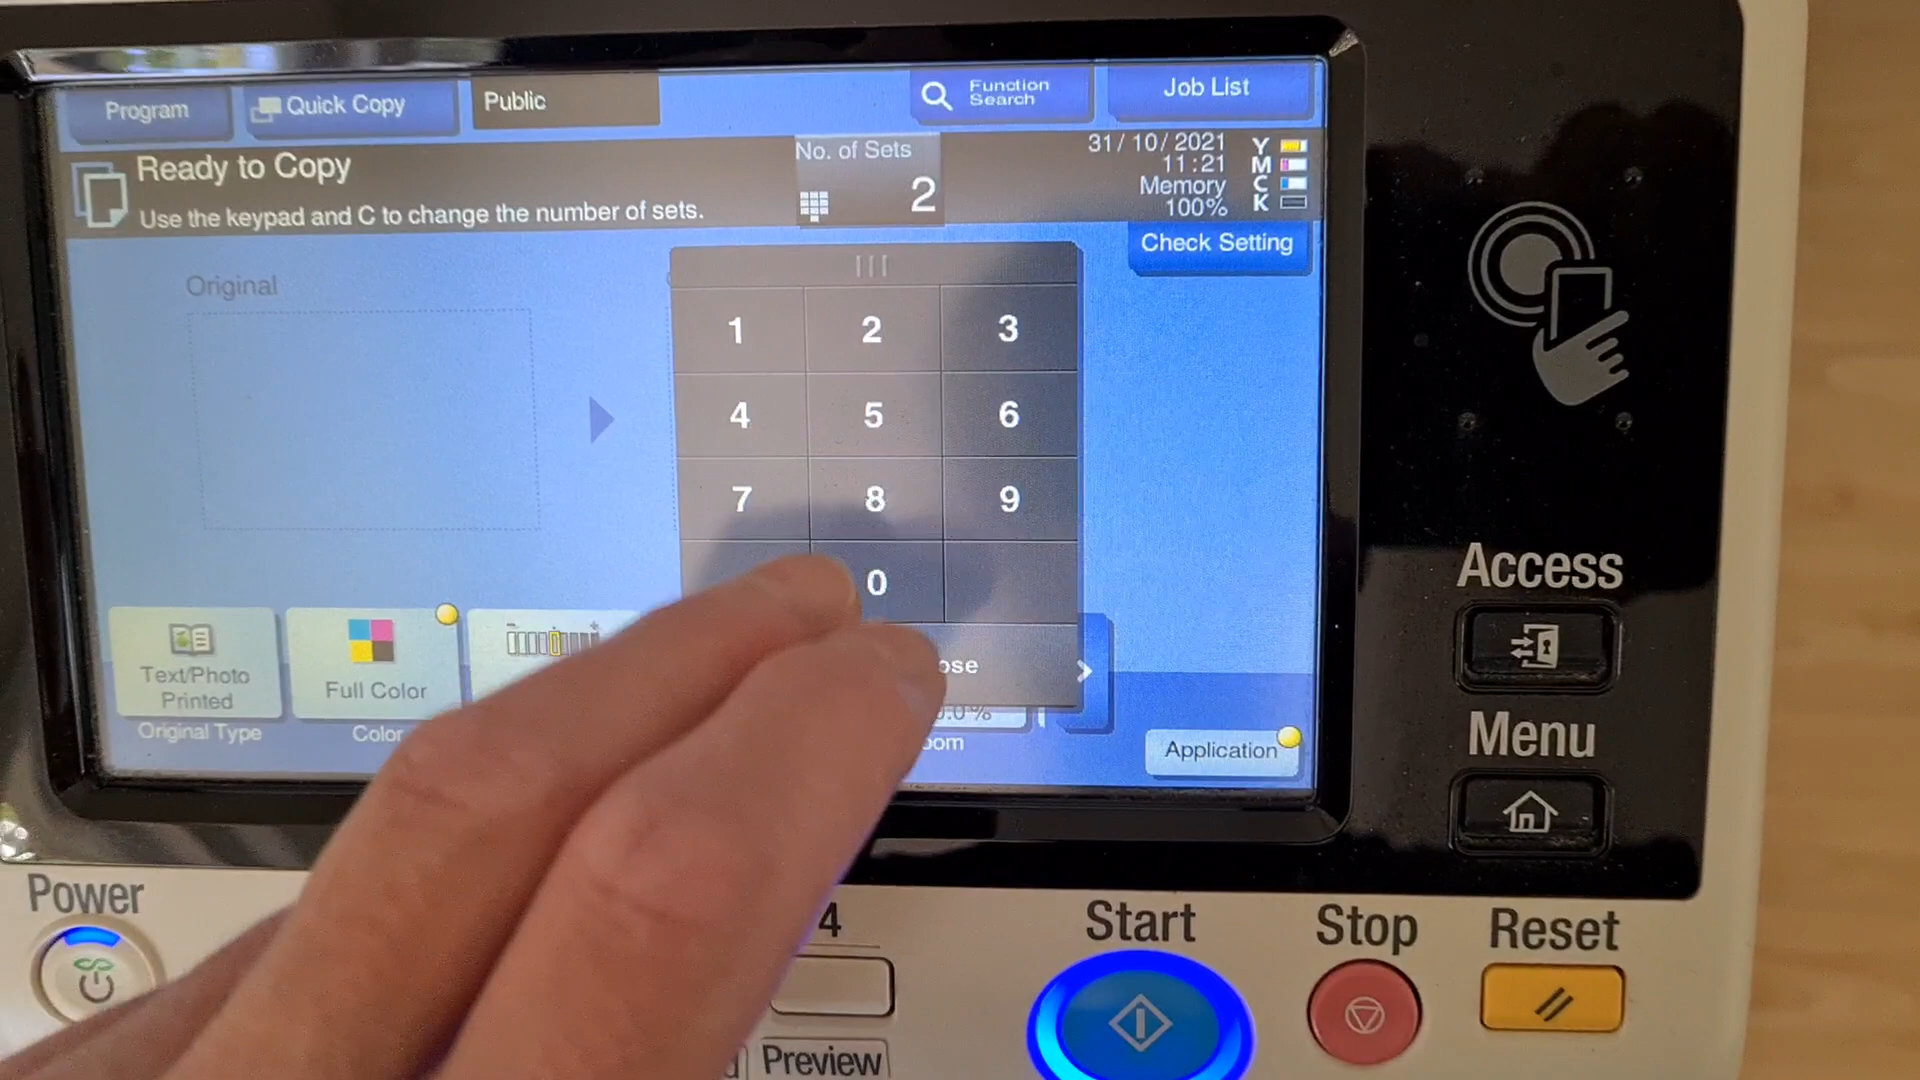 Program
Quick Copy
Public
Function
Search
Job List
Ready to Copy
Use the keypad and C to change the number of sets.
No. of Sets
2
31/10/2021
11:21
Memory
100%
Y
M
C
K
Check Setting
Original
1 2 3
4 5 6
7 8 9
0
Text/Photo
Printed
Original Type
Full Color
Color
Application
Access
Menu
Power
4
Start
Stop
Reset
Preview